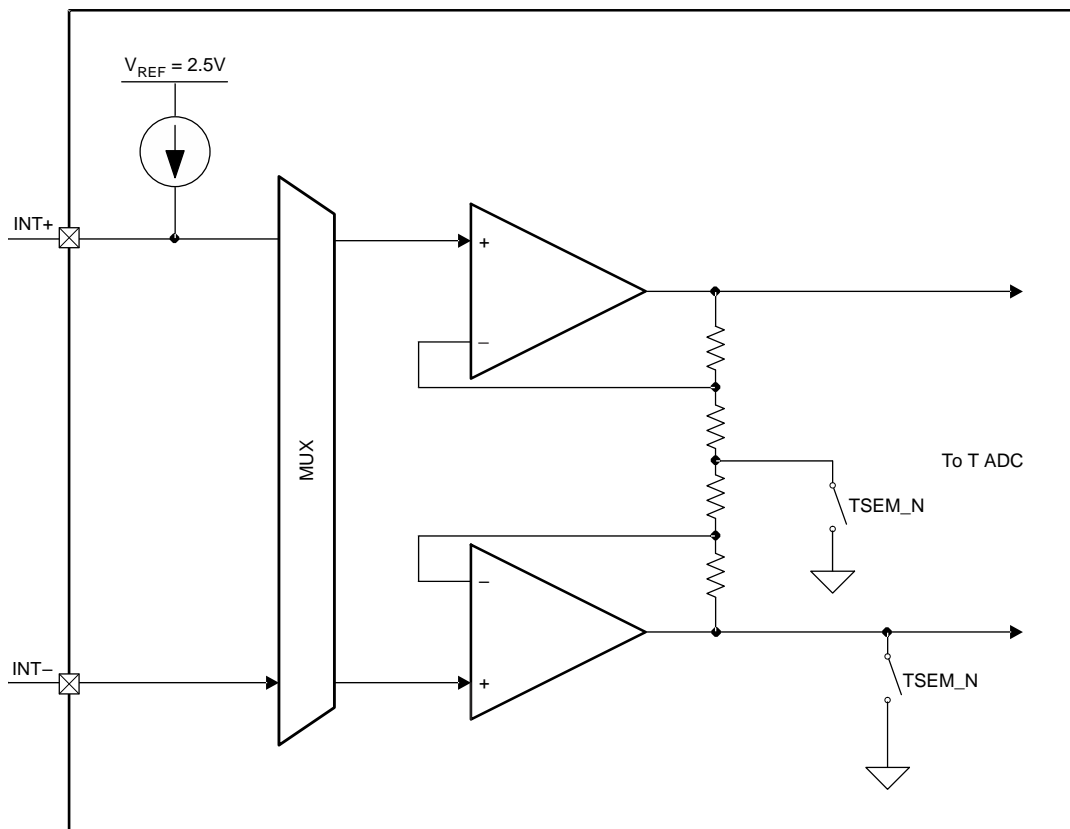 V_REF = 2.5V
INT+
+
−
MUX
To T ADC
TSEM_N
−
INT−
+
TSEM_N